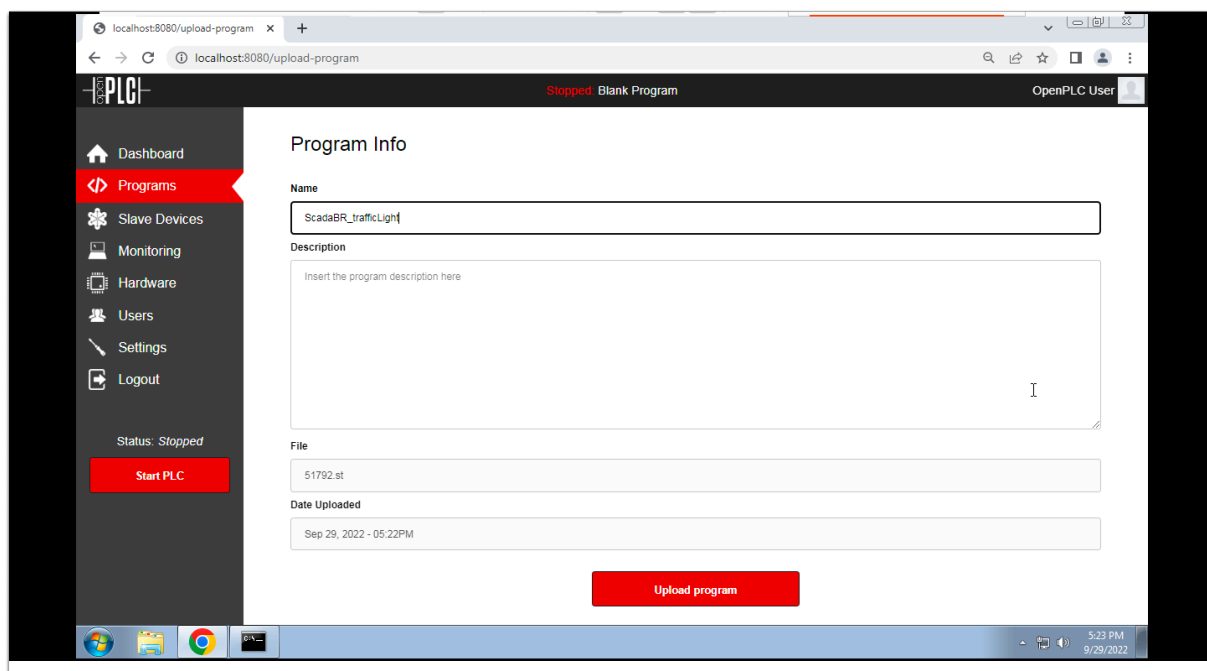 localhost:8080/upload-program
localhost:8080/upload-program
open PLC
Stopped: Blank Program
OpenPLC User
Dashboard
Programs
Slave Devices
Monitoring
Hardware
Users
Settings
Logout
Status: Stopped
Start PLC
Program Info
Name
ScadaBR_trafficLight
Description
Insert the program description here
File
51792.st
Date Uploaded
Sep 29, 2022 - 05:22PM
Upload program
5:23 PM
9/29/2022